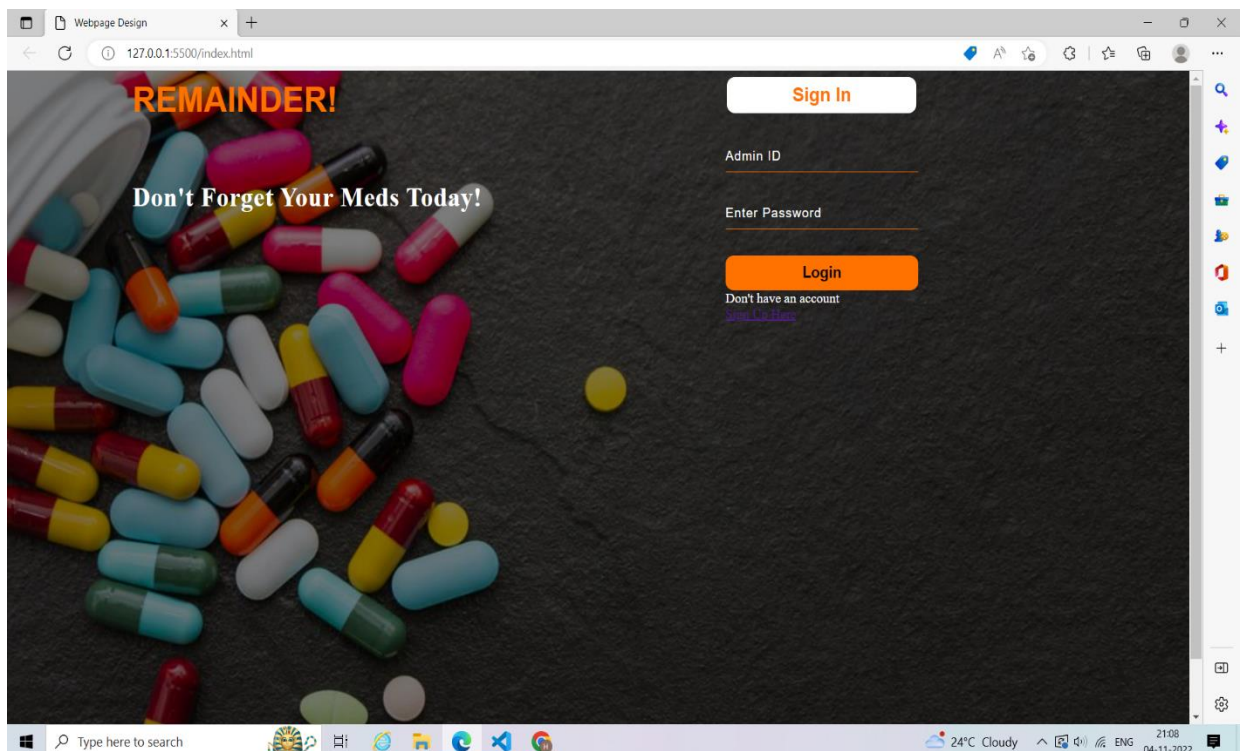 Webpage Design
127.0.0.1:5500/index.html
REMAINDER!
Don't Forget Your Meds Today!
Sign In
Admin ID
Enter Password
Login
Don't have an account
Sign Up Here
Type here to search
24°C Cloudy
ENG
21:08